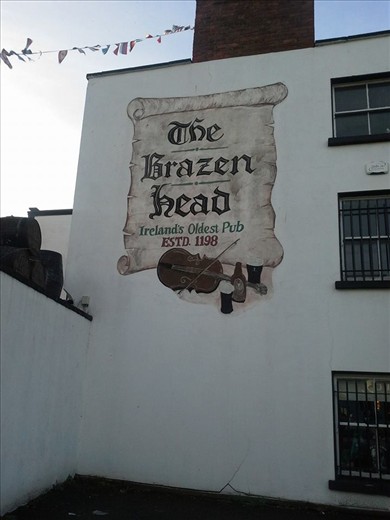 The
Brazen
Head
Ireland's Oldest Pub
ESTD. 1198